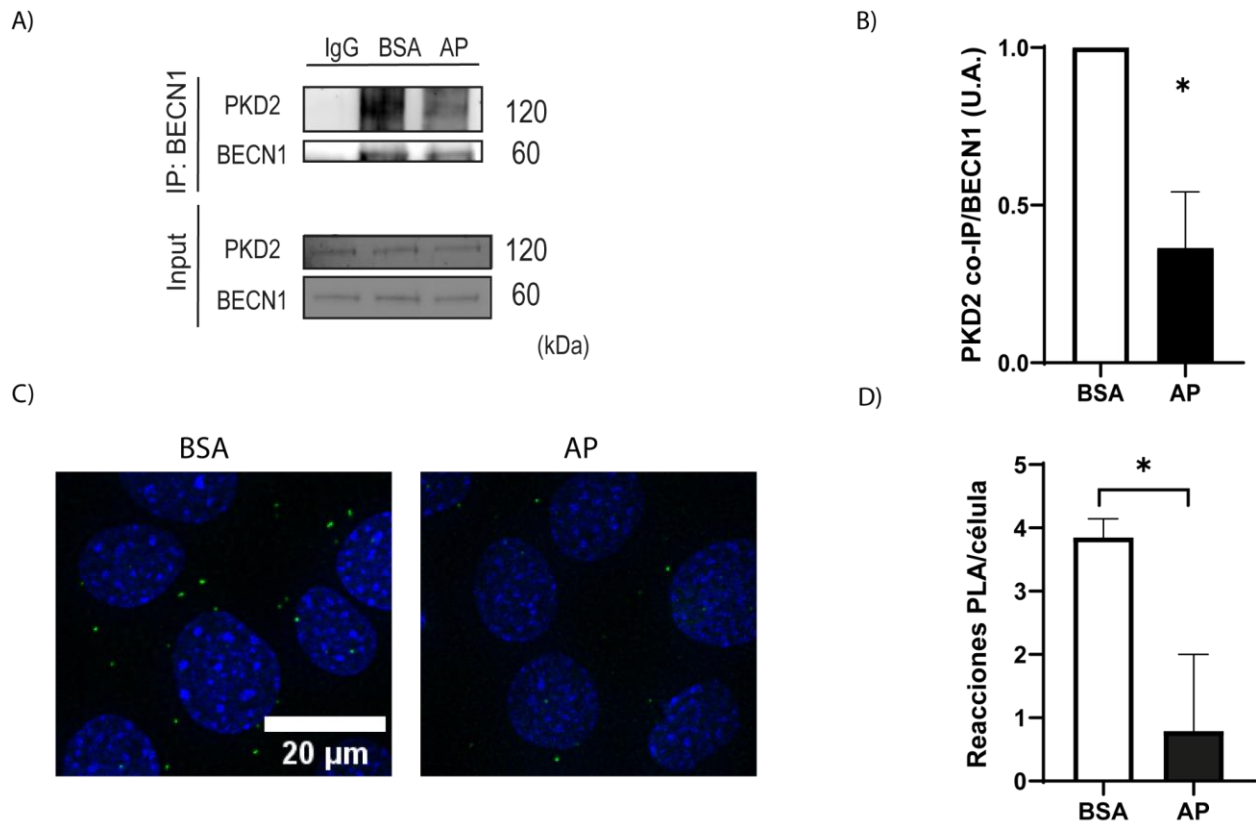 A)
IgG BSA AP
IP: BECN1
PKD2
120
BECN1
60
Input
PKD2
120
BECN1
60
(kDa)
B)
PKD2 co-IP/BECN1 (U.A.)
1.0
*
0.5
0.0
BSA AP
C)
BSA
AP
20 µm
D)
Reacciones PLA/célula
5
*
4
3
2
1
0
BSA AP